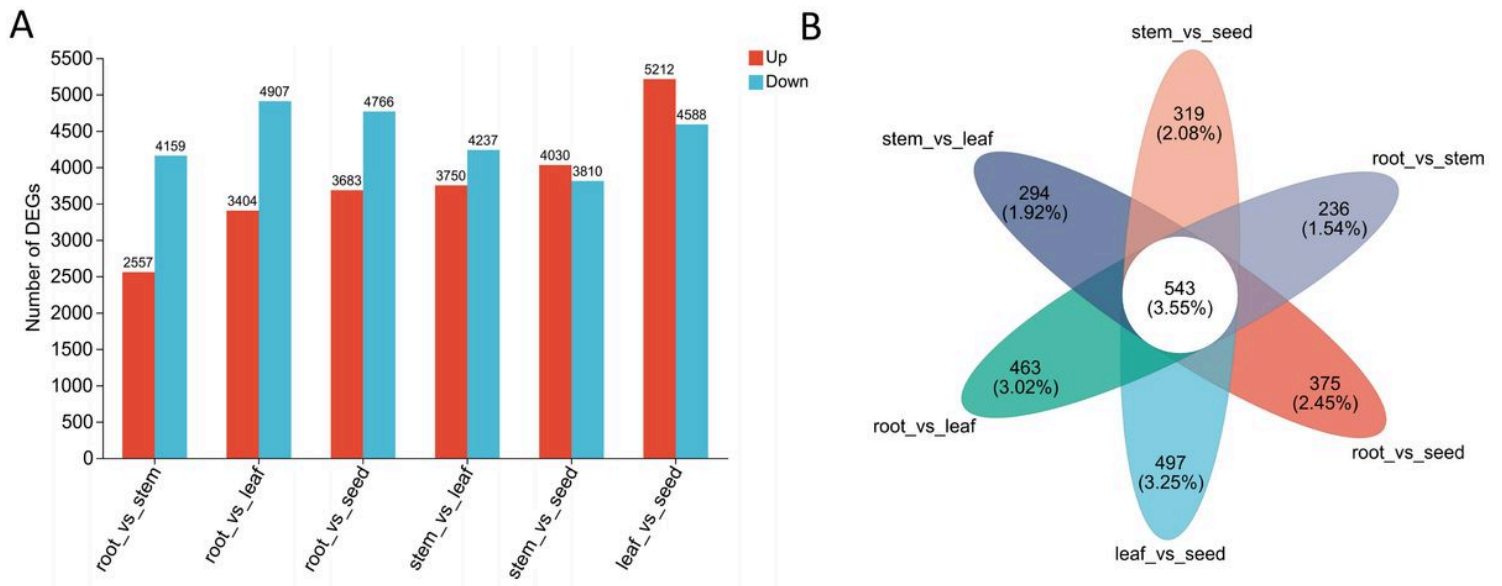 A
Number of DEGs
5500
5000
4500
4000
3500
3000
2500
2000
1500
1000
500
0
2557
4159
3404
4907
3683
4766
3750
4237
4030
3810
5212
4588
root_vs_stem
root_vs_leaf
root_vs_seed
stem_vs_leaf
stem_vs_seed
leaf_vs_seed
Up
Down
B
stem_vs_seed
319
(2.08%)
stem_vs_leaf
294
(1.92%)
root_vs_stem
236
(1.54%)
543
(3.55%)
463
(3.02%)
root_vs_leaf
375
(2.45%)
root_vs_seed
497
(3.25%)
leaf_vs_seed